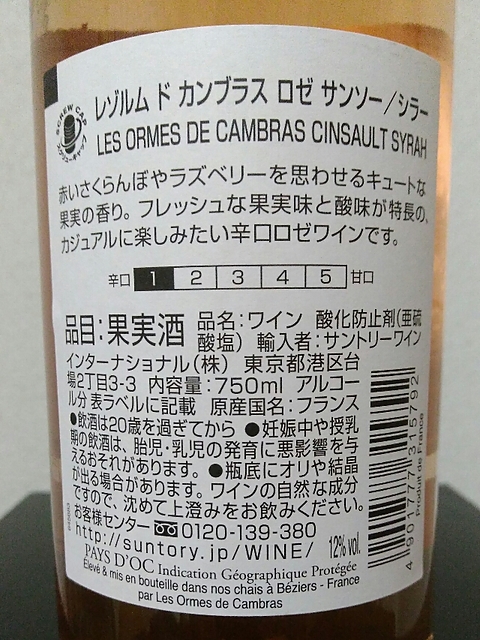 SCREW CAP
スクリューキャップ
レゾルム ド カンブラス ロゼ サンソー/シラー
LES ORMES DE CAMBRAS CINSAULT SYRAH
赤いさくらんぼやラズベリーを思わせるキュートな
果実の香り。フレッシュな果実味と酸味が特長の、
カジュアルに楽しみたい辛口ロゼワインです。
辛口 1 2 3 4 5 甘口
品目:果実酒 品名:ワイン 酸化防止剤(亜硫
酸塩) 輸入者:サントリーワイン
インターナショナル(株) 東京都港区台
場2丁目3-3 内容量:750ml アルコー
ル分 表ラベルに記載 原産国名:フランス
●飲酒は20歳を過ぎてから ●妊娠中や授乳
期の飲酒は、胎児・乳児の発育に悪影響を与
えるおそれがあります。 ●瓶底にオリや結晶
が出る場合があります。ワインの自然な成分
ですので、沈めて上澄みをお飲みください。
お客様センター 0120-139-380
http://suntory.jp/WINE/ 12% vol.
4 901777 315792
Produit de France
PAYS D'OC Indication Géographique Protégée
Élevé & mis en bouteille dans nos chais à Béziers - France
par Les Ormes de Cambras